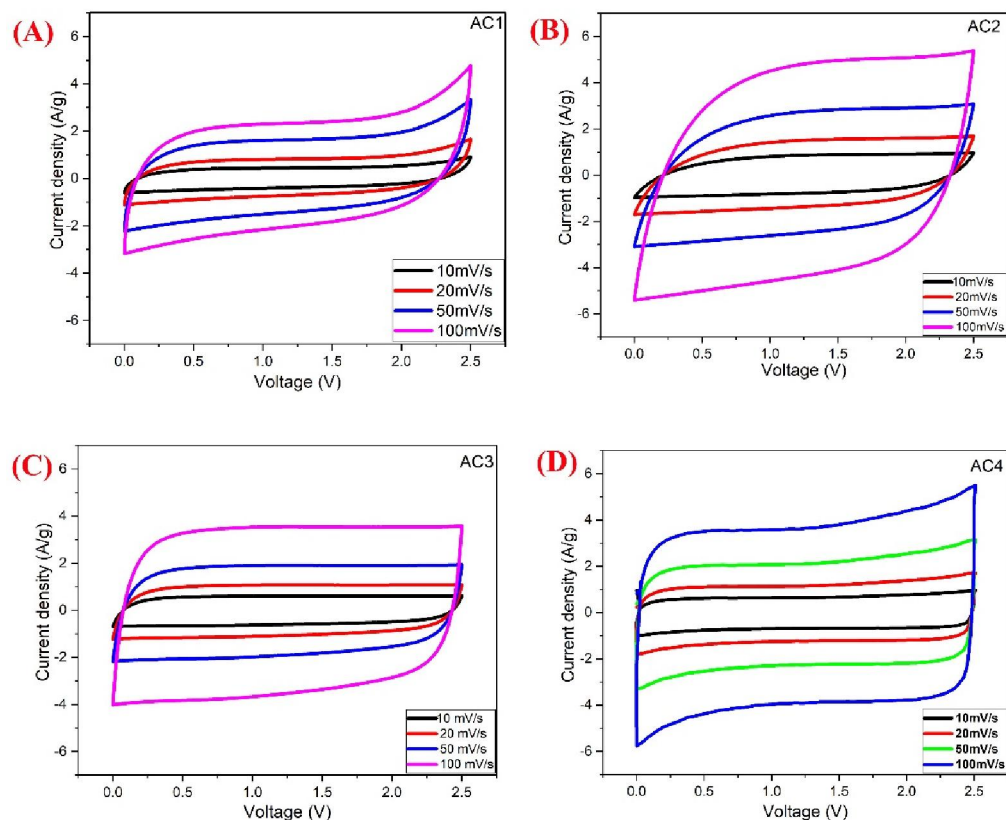 (A)
AC1
6
4
2
0
-2
-4
-6
Current density (A/g)
10mV/s
20mV/s
50mV/s
100mV/s
0.0 0.5 1.0 1.5 2.0 2.5
Voltage (V)
(B)
AC2
6
4
2
0
-2
-4
-6
Current density (A/g)
10mV/s
20mV/s
50mV/s
100mV/s
0.0 0.5 1.0 1.5 2.0 2.5
Voltage (V)
(C)
AC3
6
4
2
0
-2
-4
-6
Current density (A/g)
10 mV/s
20 mV/s
50 mV/s
100 mV/s
0.0 0.5 1.0 1.5 2.0 2.5
Voltage (V)
(D)
AC4
6
4
2
0
-2
-4
-6
Current density (A/g)
10mV/s
20mV/s
50mV/s
100mV/s
0.0 0.5 1.0 1.5 2.0 2.5
Voltage (V)